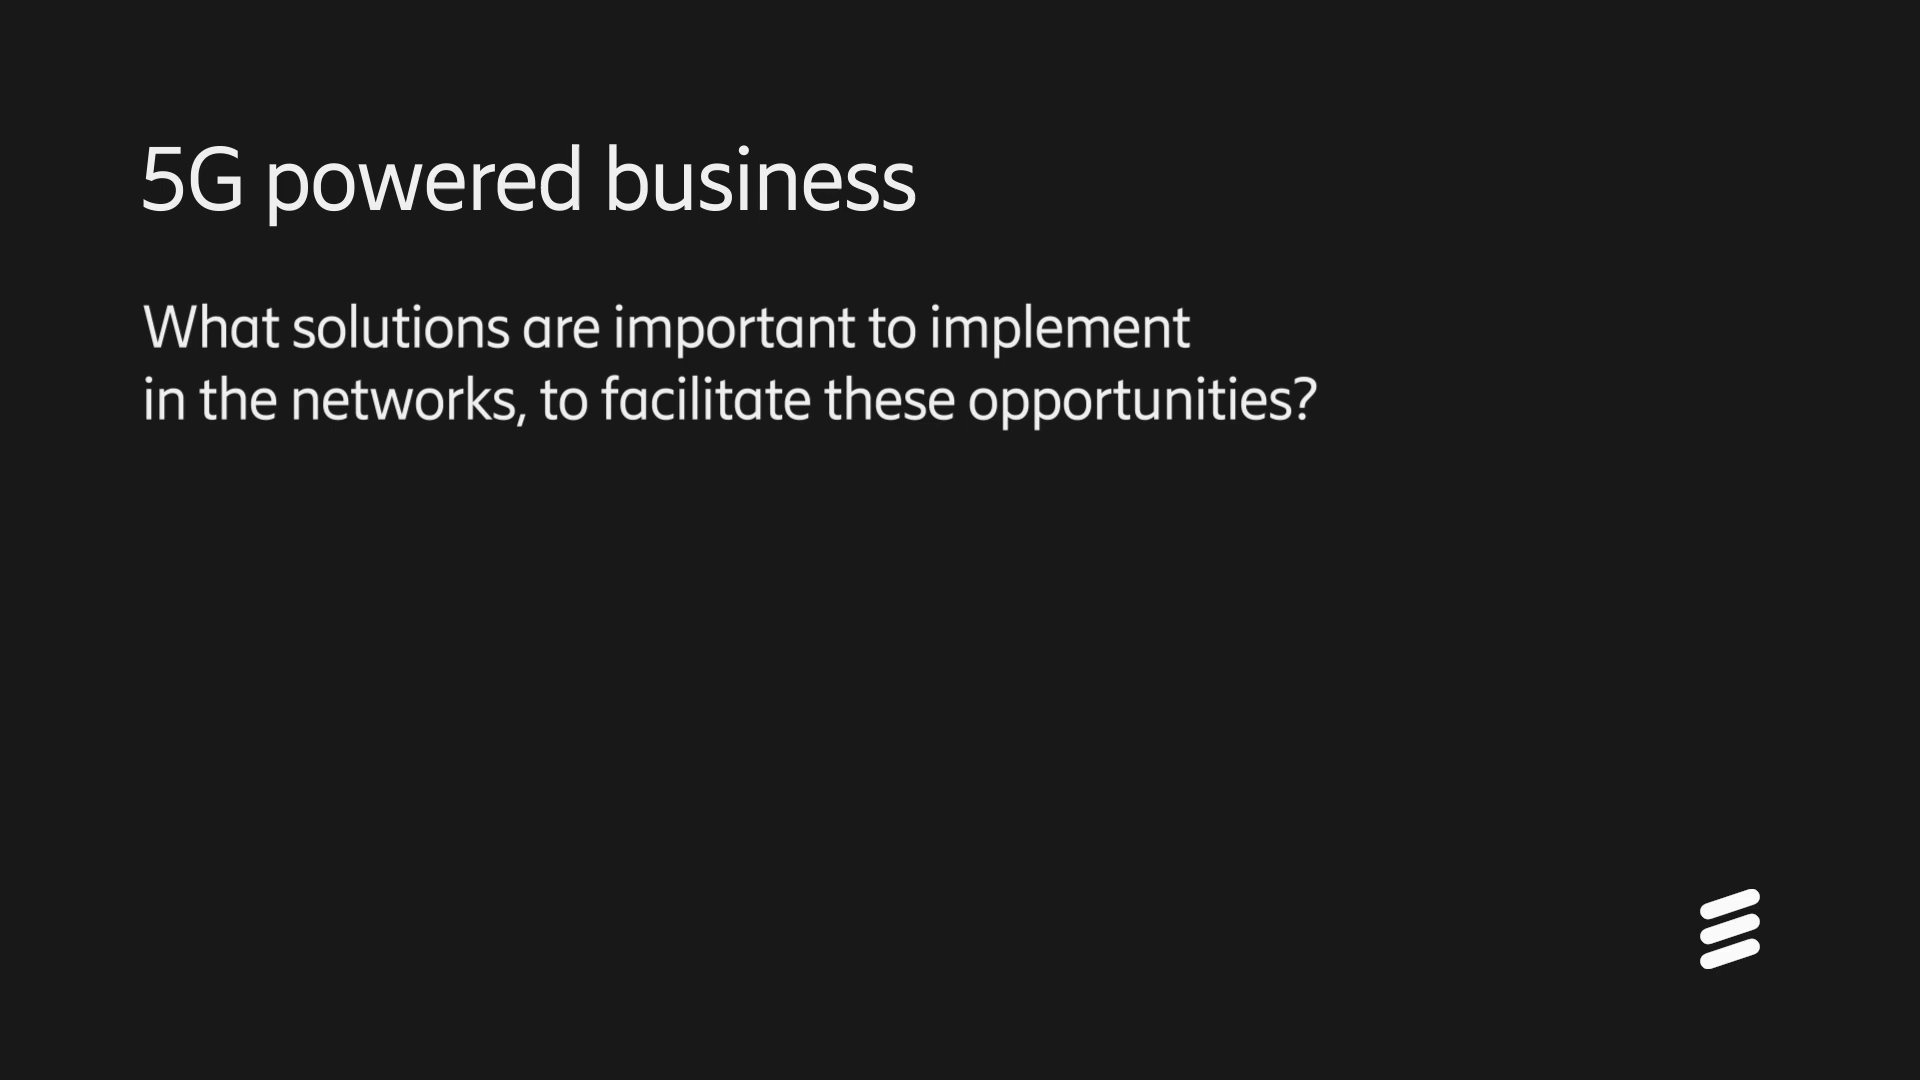 5G powered business
What solutions are important to implement
in the networks, to facilitate these opportunities?